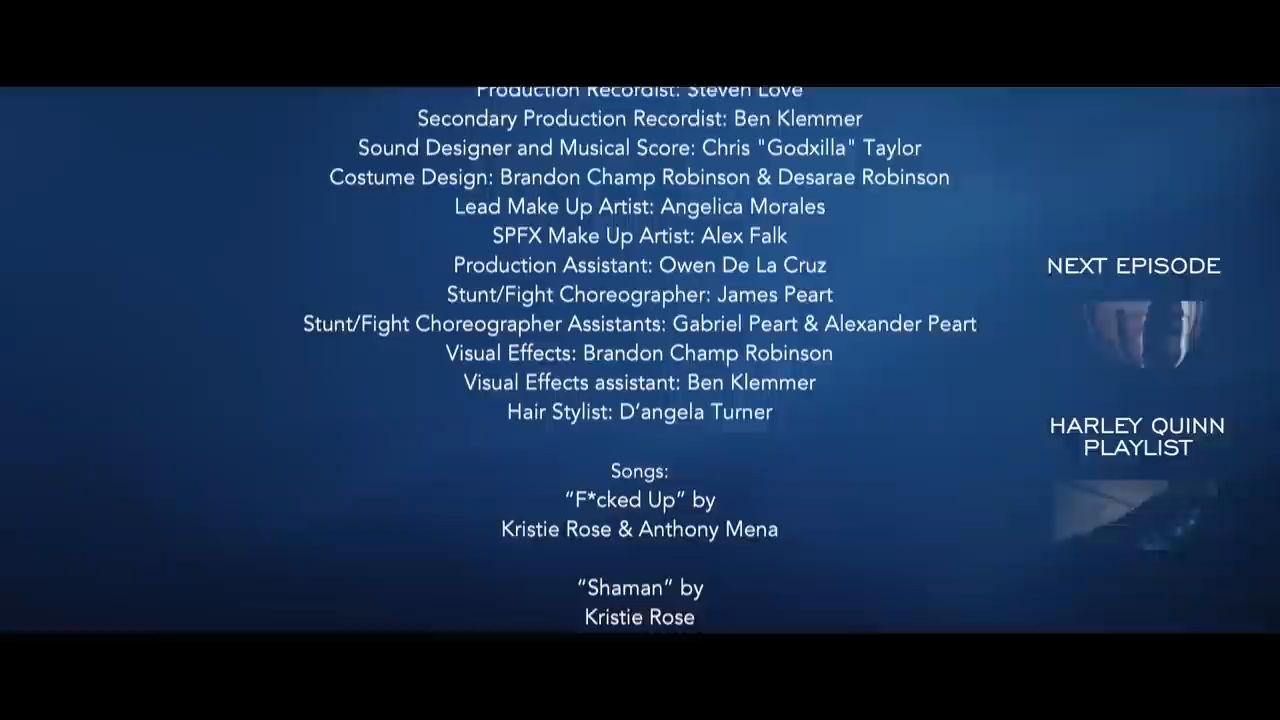 Production Recordist: Steven Love
Secondary Production Recordist: Ben Klemmer
Sound Designer and Musical Score: Chris "Godxilla" Taylor
Costume Design: Brandon Champ Robinson & Desarae Robinson
Lead Make Up Artist: Angelica Morales
SPFX Make Up Artist: Alex Falk
Production Assistant: Owen De La Cruz
Stunt/Fight Choreographer: James Peart
Stunt/Fight Choreographer Assistants: Gabriel Peart & Alexander Peart
Visual Effects: Brandon Champ Robinson
Visual Effects assistant: Ben Klemmer
Hair Stylist: D’angela Turner
Songs:
“F*cked Up” by
Kristie Rose & Anthony Mena
“Shaman” by
Kristie Rose
NEXT EPISODE
HARLEY QUINN
PLAYLIST